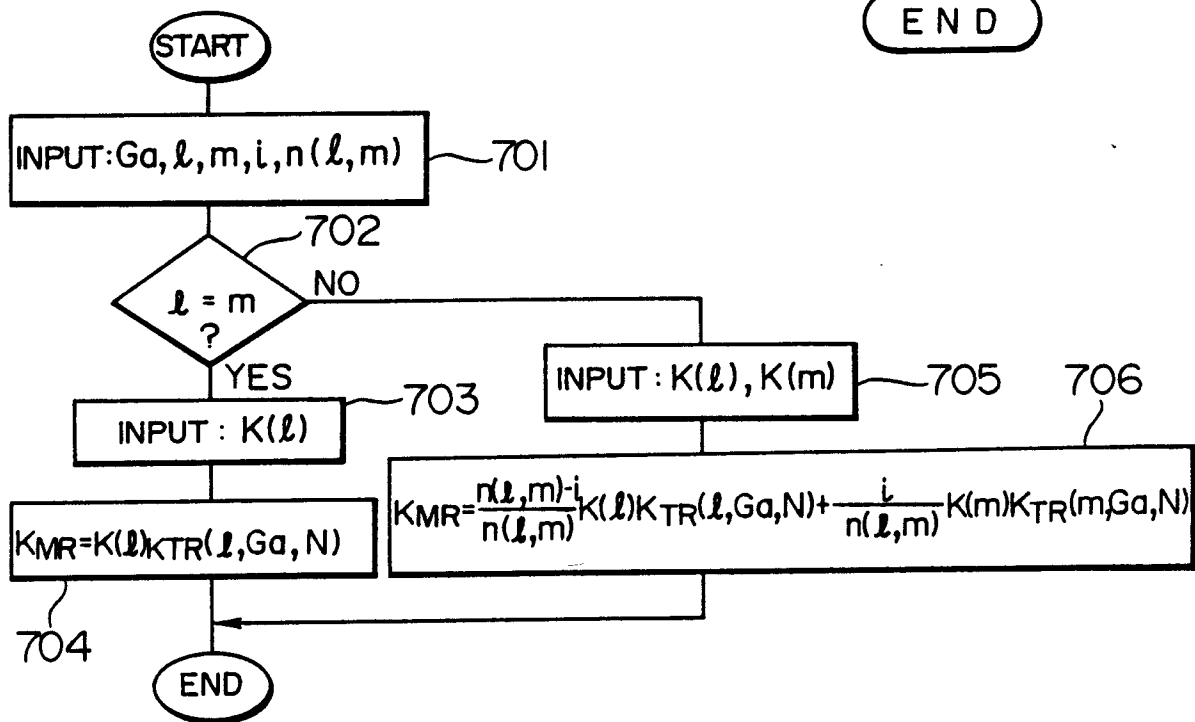 END
START
INPUT:Ga,ℓ,m,i,n(ℓ,m)
701
702
ℓ = m
?
NO
YES
INPUT : K(ℓ), K(m)
705
706
703
INPUT : K(ℓ)
KMR=K(ℓ)KTR(ℓ,Ga,N)
KMR=n(ℓ,m)-i/n(ℓ,m) K(ℓ)KTR(ℓ,Ga,N)+i/n(ℓ,m) K(m)KTR(m,Ga,N)
704
END